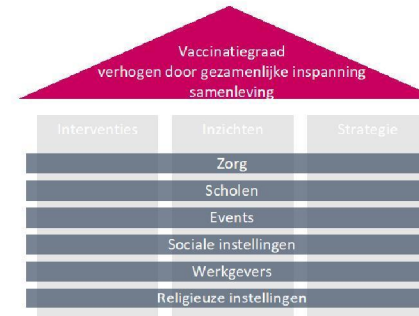 Vaccinatiegraad
verhogen door gezamenlijke inspanning
samenleving
Interventies Inzichten Strategie
Zorg
Scholen
Events
Sociale instellingen
Werkgevers
Religieuze instellingen